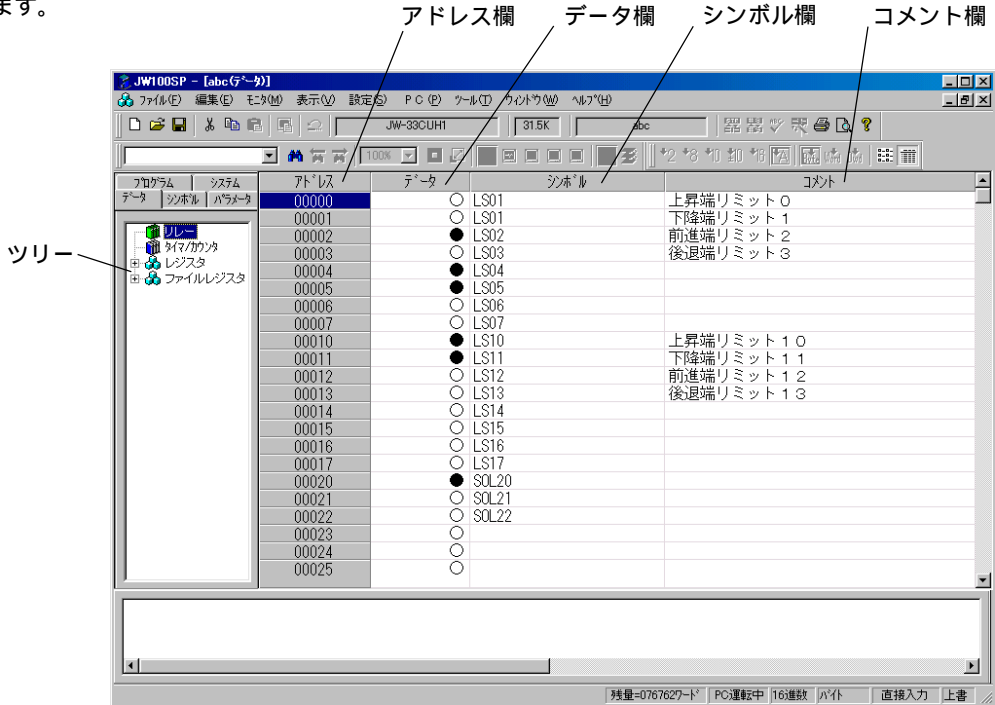 ます。
アドレス欄 データ欄 シンボル欄 コメント欄
JW100SP - [abc(ﾃﾞｰﾀ)]
ﾌｧｲﾙ(F) 編集(E) ﾓﾆﾀ(M) 表示(V) 設定(S) ＰＣ(P) ﾂｰﾙ(T) ｳｨﾝﾄﾞｳ(W) ﾍﾙﾌﾟ(H)
JW-33CUH1 31.5K abc
100%
ﾌﾟﾛｸﾞﾗﾑ ｼｽﾃﾑ
ﾃﾞｰﾀ ｼﾝﾎﾞﾙ ﾊﾟﾗﾒｰﾀ
ツリー
リレー
ﾀｲﾏ/ｶｳﾝﾀ
レジスタ
ファイルレジスタ
ｱﾄﾞﾚｽ ﾃﾞｰﾀ ｼﾝﾎﾞﾙ ｺﾒﾝﾄ
00000 ○ LS01 上昇端リミット０
00001 ○ LS01 下降端リミット１
00002 ● LS02 前進端リミット２
00003 ○ LS03 後退端リミット３
00004 ● LS04
00005 ● LS05
00006 ○ LS06
00007 ○ LS07
00010 ● LS10 上昇端リミット１０
00011 ● LS11 下降端リミット１１
00012 ○ LS12 前進端リミット１２
00013 ○ LS13 後退端リミット１３
00014 ○ LS14
00015 ○ LS15
00016 ○ LS16
00017 ○ LS17
00020 ● SOL20
00021 ○ SOL21
00022 ○ SOL22
00023 ○
00024 ○
00025 ○
残量=076762ﾜｰﾄﾞ PC運転中 16進数 ﾊﾞｲﾄ 直接入力 上書